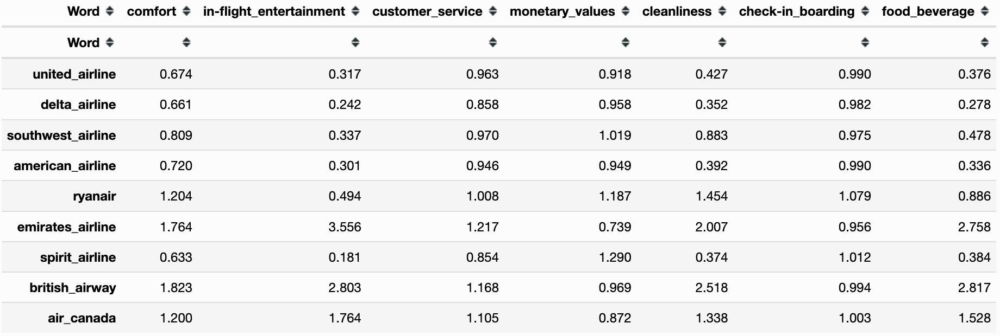 Word comfort in-flight_entertainment customer_service monetary_values cleanliness check-in_boarding food_beverage
Word
united_airline 0.674 0.317 0.963 0.918 0.427 0.990 0.376
delta_airline 0.661 0.242 0.858 0.958 0.352 0.982 0.278
southwest_airline 0.809 0.337 0.970 1.019 0.883 0.975 0.478
american_airline 0.720 0.301 0.946 0.949 0.392 0.990 0.336
ryanair 1.204 0.494 1.008 1.187 1.454 1.079 0.886
emirates_airline 1.764 3.556 1.217 0.739 2.007 0.956 2.758
spirit_airline 0.633 0.181 0.854 1.290 0.374 1.012 0.384
british_airway 1.823 2.803 1.168 0.969 2.518 0.994 2.817
air_canada 1.200 1.764 1.105 0.872 1.338 1.003 1.528